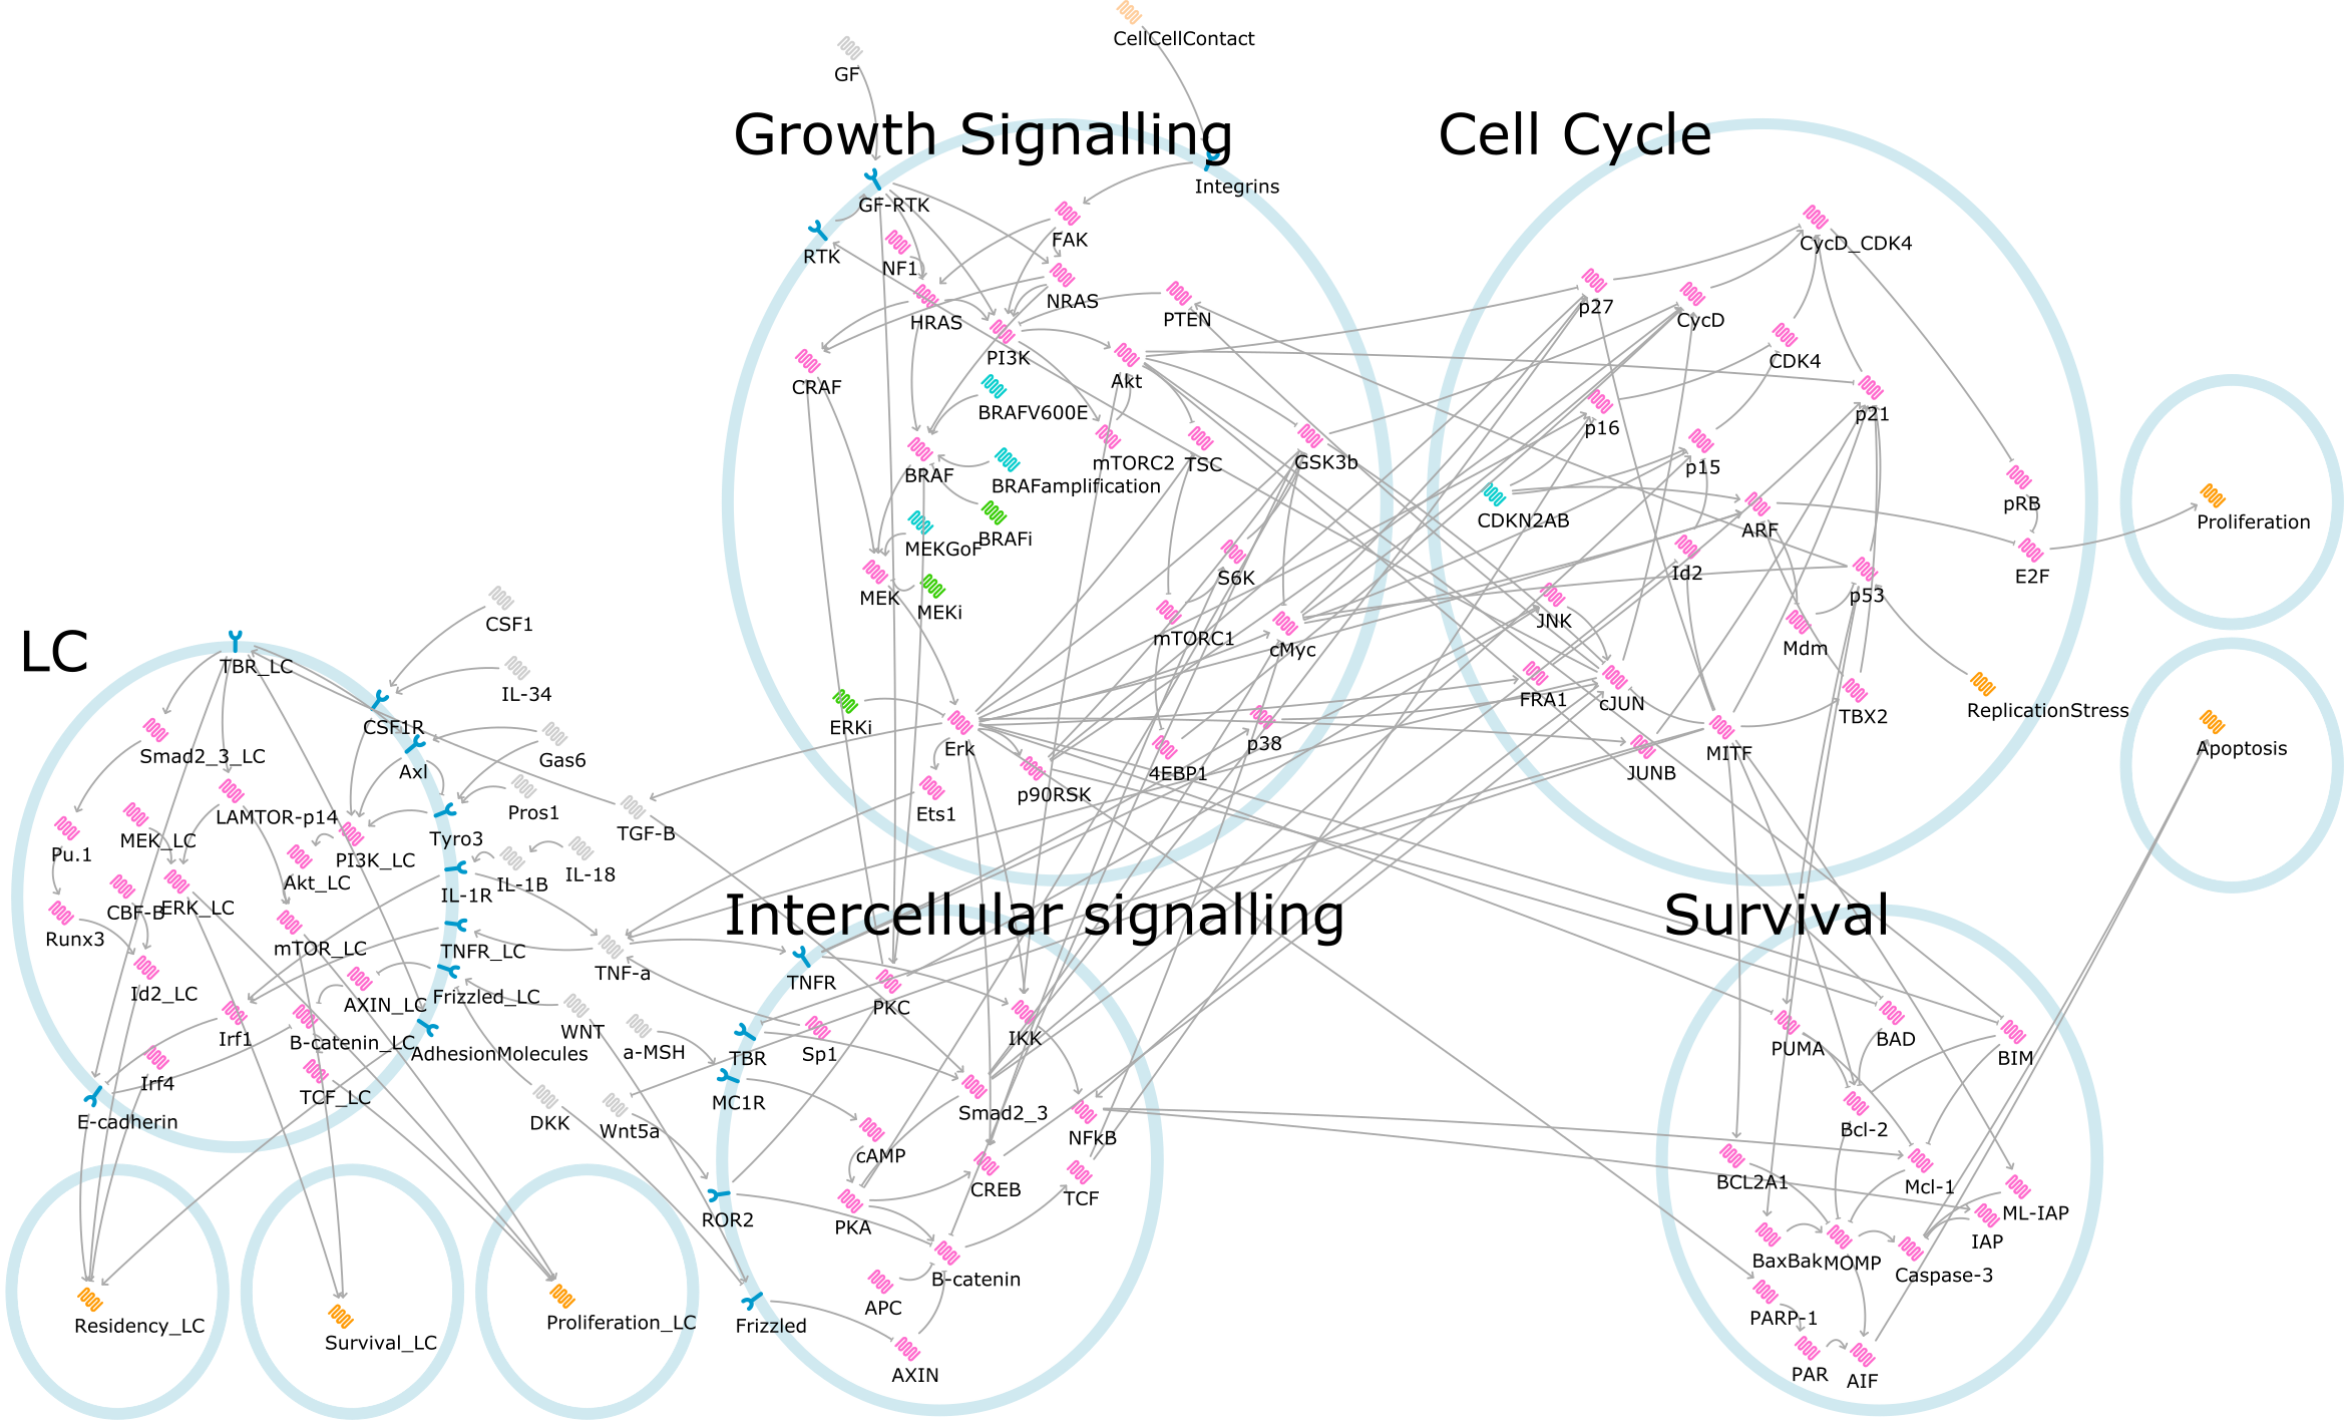 CellCellContact
GF
Growth Signalling
Cell Cycle
Integrins
GF-RTK
FAK
RTK
NF1
NRAS
HRAS
PTEN
PI3K
Akt
CRAF
BRAFV600E
mTORC2
TSC
GSK3b
BRAF
BRAFamplification
MEKGoF
BRAFi
MEK
MEKi
S6K
mTORC1
cMyc
ERKi
Erk
p38
4EBP1
p90RSK
Ets1
CycD_CDK4
p27
CycD
CDK4
p21
p16
p15
CDKN2AB
ARF
pRB
E2F
Id2
p53
JNK
Mdm
FRA1
cJUN
TBX2
MITF
JUNB
ReplicationStress
Proliferation
Apoptosis
LC
CSF1
TBR_LC
IL-34
CSF1R
Smad2_3_LC
Axl
Gas6
LAMTOR-p14
Pros1
TGF-B
MEK_LC
Tyro3
Pu.1
PI3K_LC
Akt_LC
IL-1B
IL-18
IL-1R
CBF-B
ERK_LC
Runx3
mTOR_LC
TNFR_LC
TNF-a
Id2_LC
AXIN_LC
Frizzled_LC
WNT
Irf1
B-catenin_LC
AdhesionMolecules
a-MSH
Irf4
TCF_LC
E-cadherin
DKK
Wnt5a
Residency_LC
Survival_LC
Proliferation_LC
Intercellular signalling
TNFR
PKC
IKK
TBR
Sp1
MC1R
Smad2_3
NFkB
cAMP
CREB
TCF
ROR2
PKA
B-catenin
APC
Frizzled
AXIN
Survival
PUMA
BAD
BIM
Bcl-2
BCL2A1
Mcl-1
ML-IAP
IAP
BaxBak
MOMP
Caspase-3
PARP-1
PAR
AIF